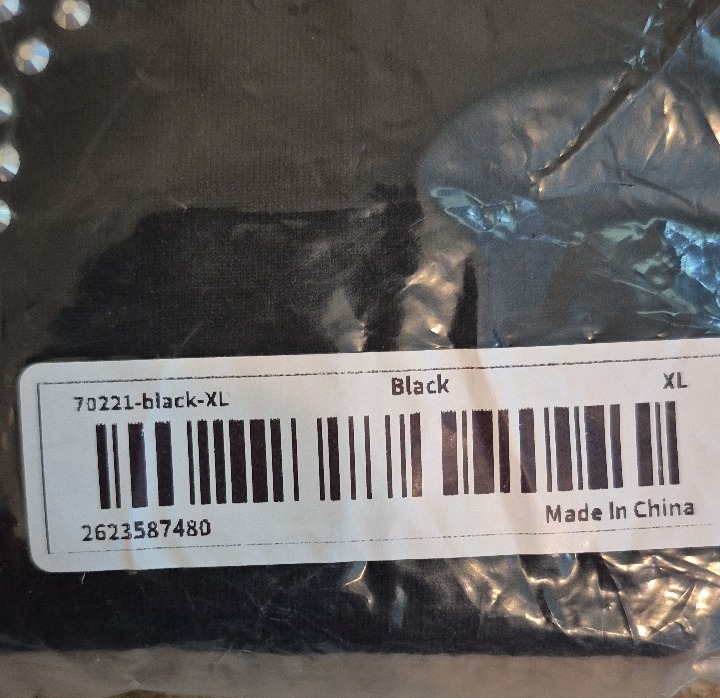 70221-black-XL Black XL
2623587480 Made In China